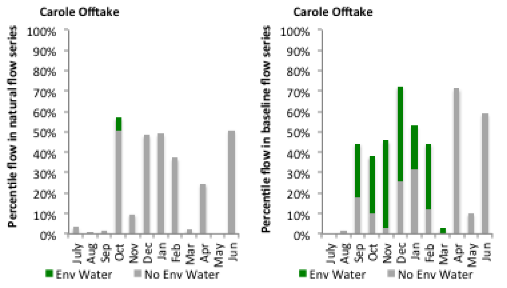 Carole Offtake
Percentile flow in natural flow series
100%
90%
80%
70%
60%
50%
40%
30%
20%
10%
0%
July
Aug
Sep
Oct
Nov
Dec
Jan
Feb
Mar
Apr
May
Jun
Env Water
No Env Water
Carole Offtake
Percentile flow in baseline flow series
100%
90%
80%
70%
60%
50%
40%
30%
20%
10%
0%
July
Aug
Sep
Oct
Nov
Dec
Jan
Feb
Mar
Apr
May
Jun
Env Water
No Env Water